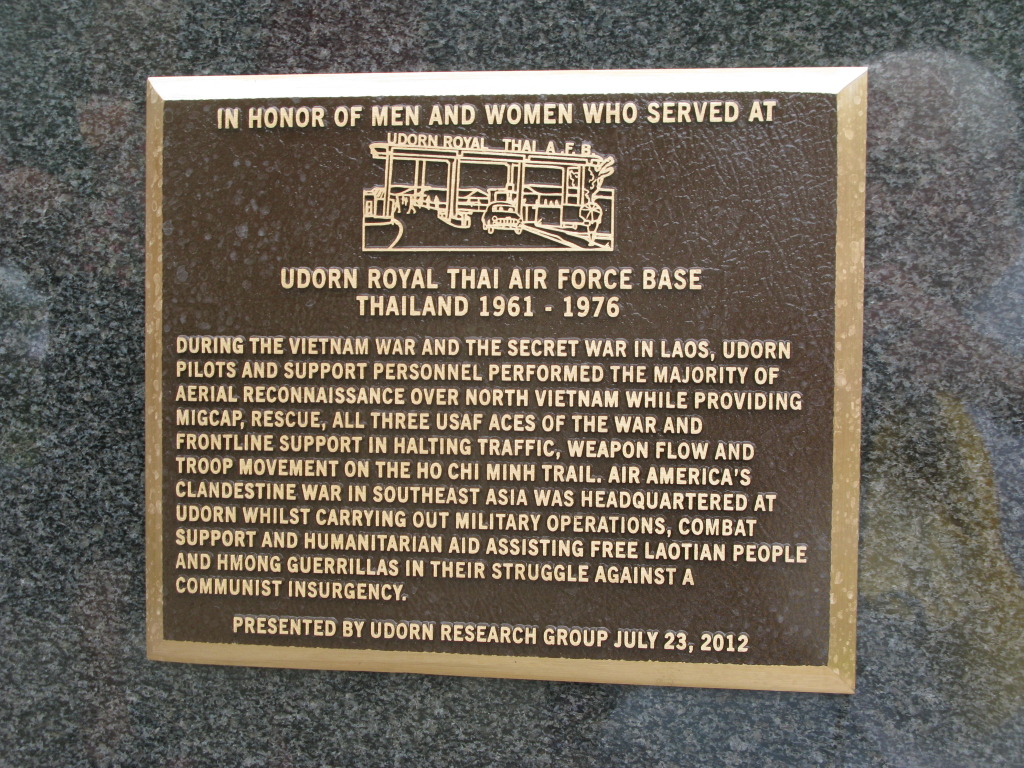 IN HONOR OF MEN AND WOMEN WHO SERVED AT
UDORN ROYAL THAI A.F.B.
UDORN ROYAL THAI AIR FORCE BASE
THAILAND 1961 - 1976
DURING THE VIETNAM WAR AND THE SECRET WAR IN LAOS, UDORN
PILOTS AND SUPPORT PERSONNEL PERFORMED THE MAJORITY OF
AERIAL RECONNAISSANCE OVER NORTH VIETNAM WHILE PROVIDING
MIGCAP, RESCUE, ALL THREE USAF ACES OF THE WAR AND
FRONTLINE SUPPORT IN HALTING TRAFFIC, WEAPON FLOW AND
TROOP MOVEMENT ON THE HO CHI MINH TRAIL. AIR AMERICA'S
CLANDESTINE WAR IN SOUTHEAST ASIA WAS HEADQUARTERED AT
UDORN WHILST CARRYING OUT MILITARY OPERATIONS, COMBAT
SUPPORT AND HUMANITARIAN AID ASSISTING FREE LAOTIAN PEOPLE
AND HMONG GUERRILLAS IN THEIR STRUGGLE AGAINST A
COMMUNIST INSURGENCY.
PRESENTED BY UDORN RESEARCH GROUP JULY 23, 2012